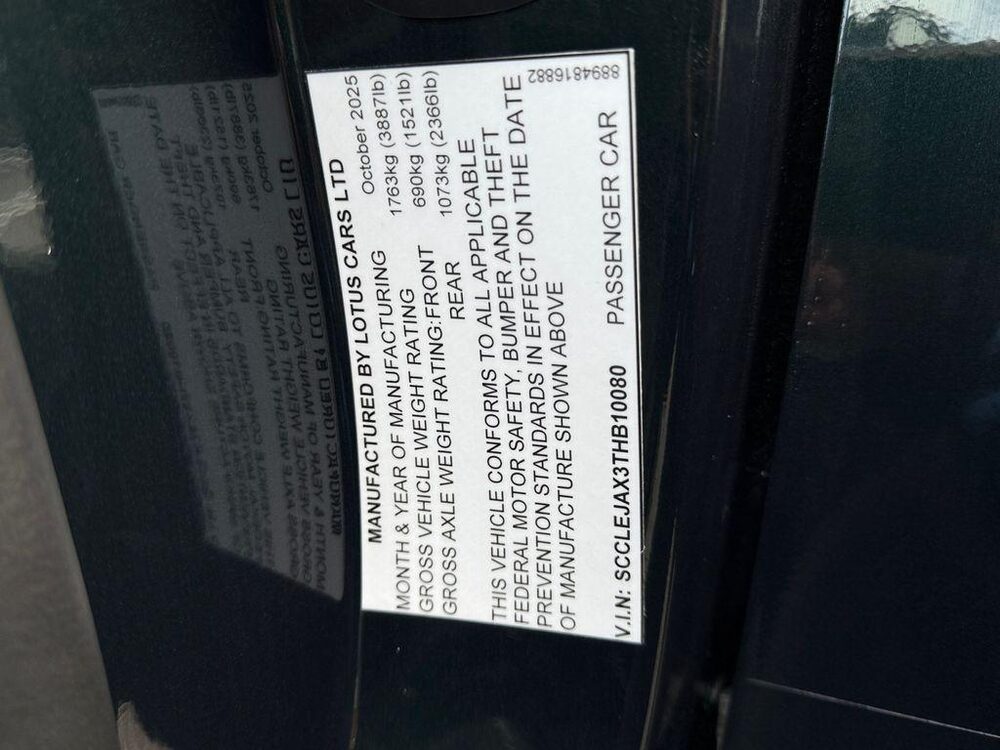 MANUFACTURED BY LOTUS CARS LTD
MONTH & YEAR OF MANUFACTURING October 2025
GROSS VEHICLE WEIGHT RATING 1763kg (3887lb)
GROSS AXLE WEIGHT RATING:FRONT 690kg (1521lb)
REAR 1073kg (2366lb)
THIS VEHICLE CONFORMS TO ALL APPLICABLE
FEDERAL MOTOR SAFETY, BUMPER AND THEFT
PREVENTION STANDARDS IN EFFECT ON THE DATE
OF MANUFACTURE SHOWN ABOVE
8894816882
V.I.N: SCCLEJAX3THB10080 PASSENGER CAR